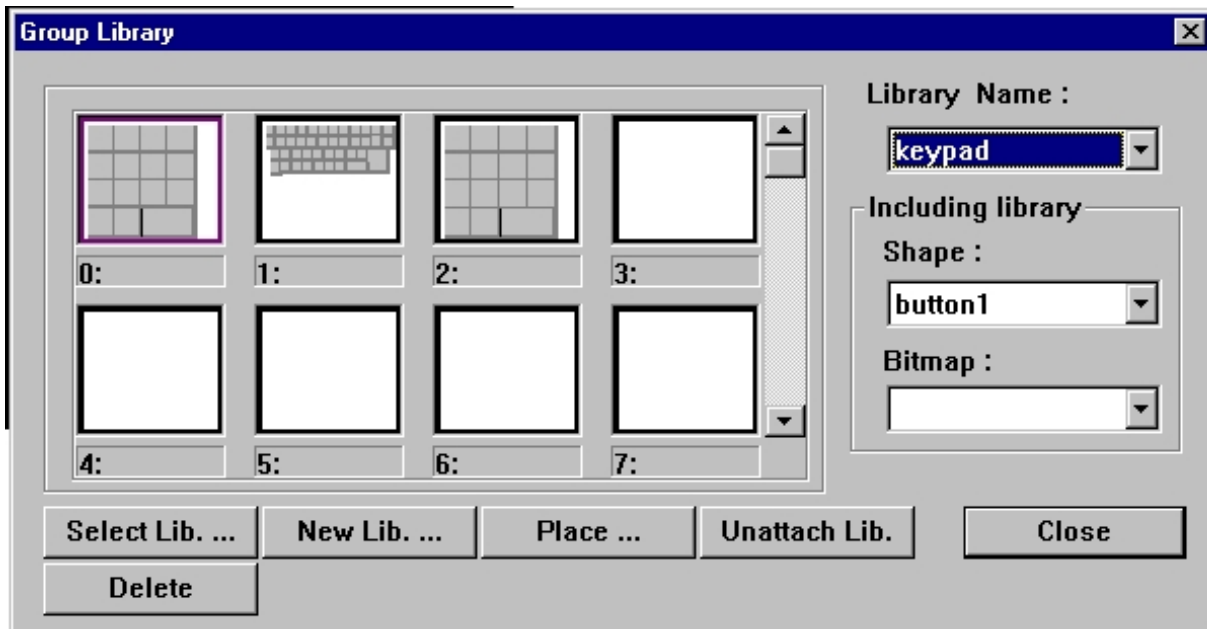 Group Library
Library Name :
keypad
Including library
Shape :
button1
Bitmap :
0: 1: 2: 3:
4: 5: 6: 7:
Select Lib. ... New Lib. ... Place ... Unattach Lib. Close
Delete